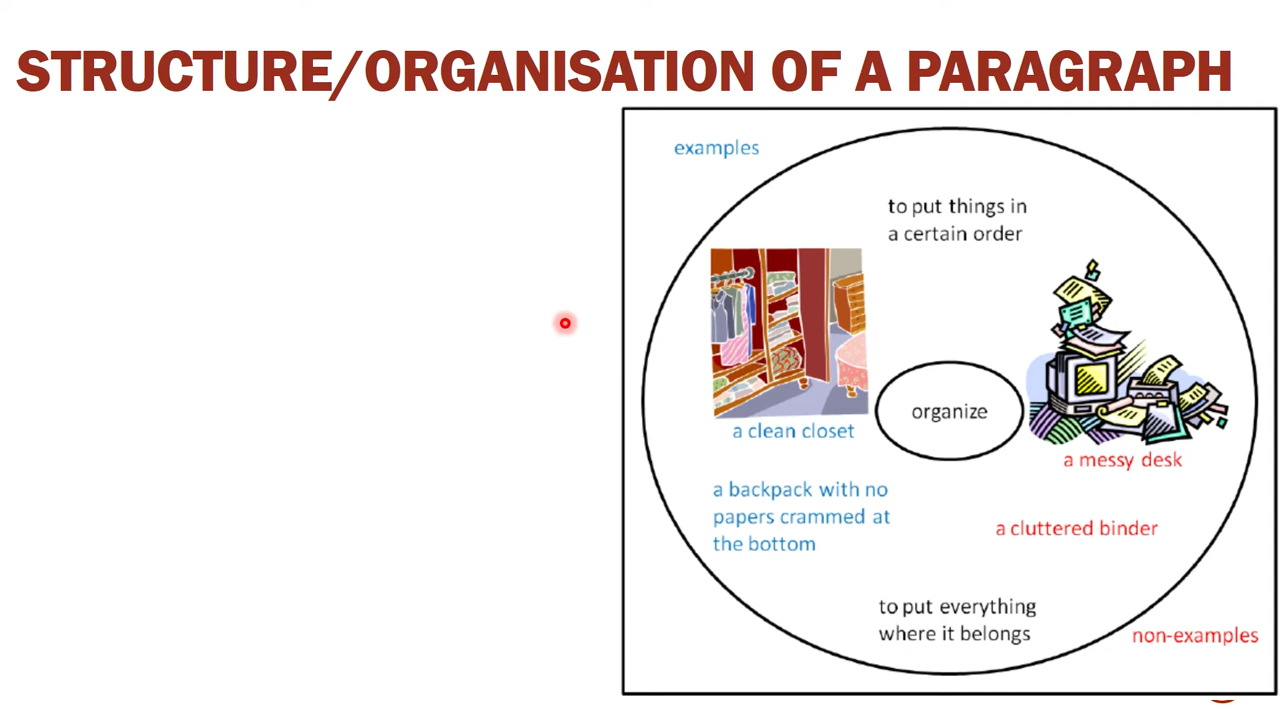 STRUCTURE/ORGANISATION OF A PARAGRAPH
examples
to put things in
a certain order
organize
a clean closet
a messy desk
a backpack with no
papers crammed at
the bottom
a cluttered binder
to put everything
where it belongs
non-examples